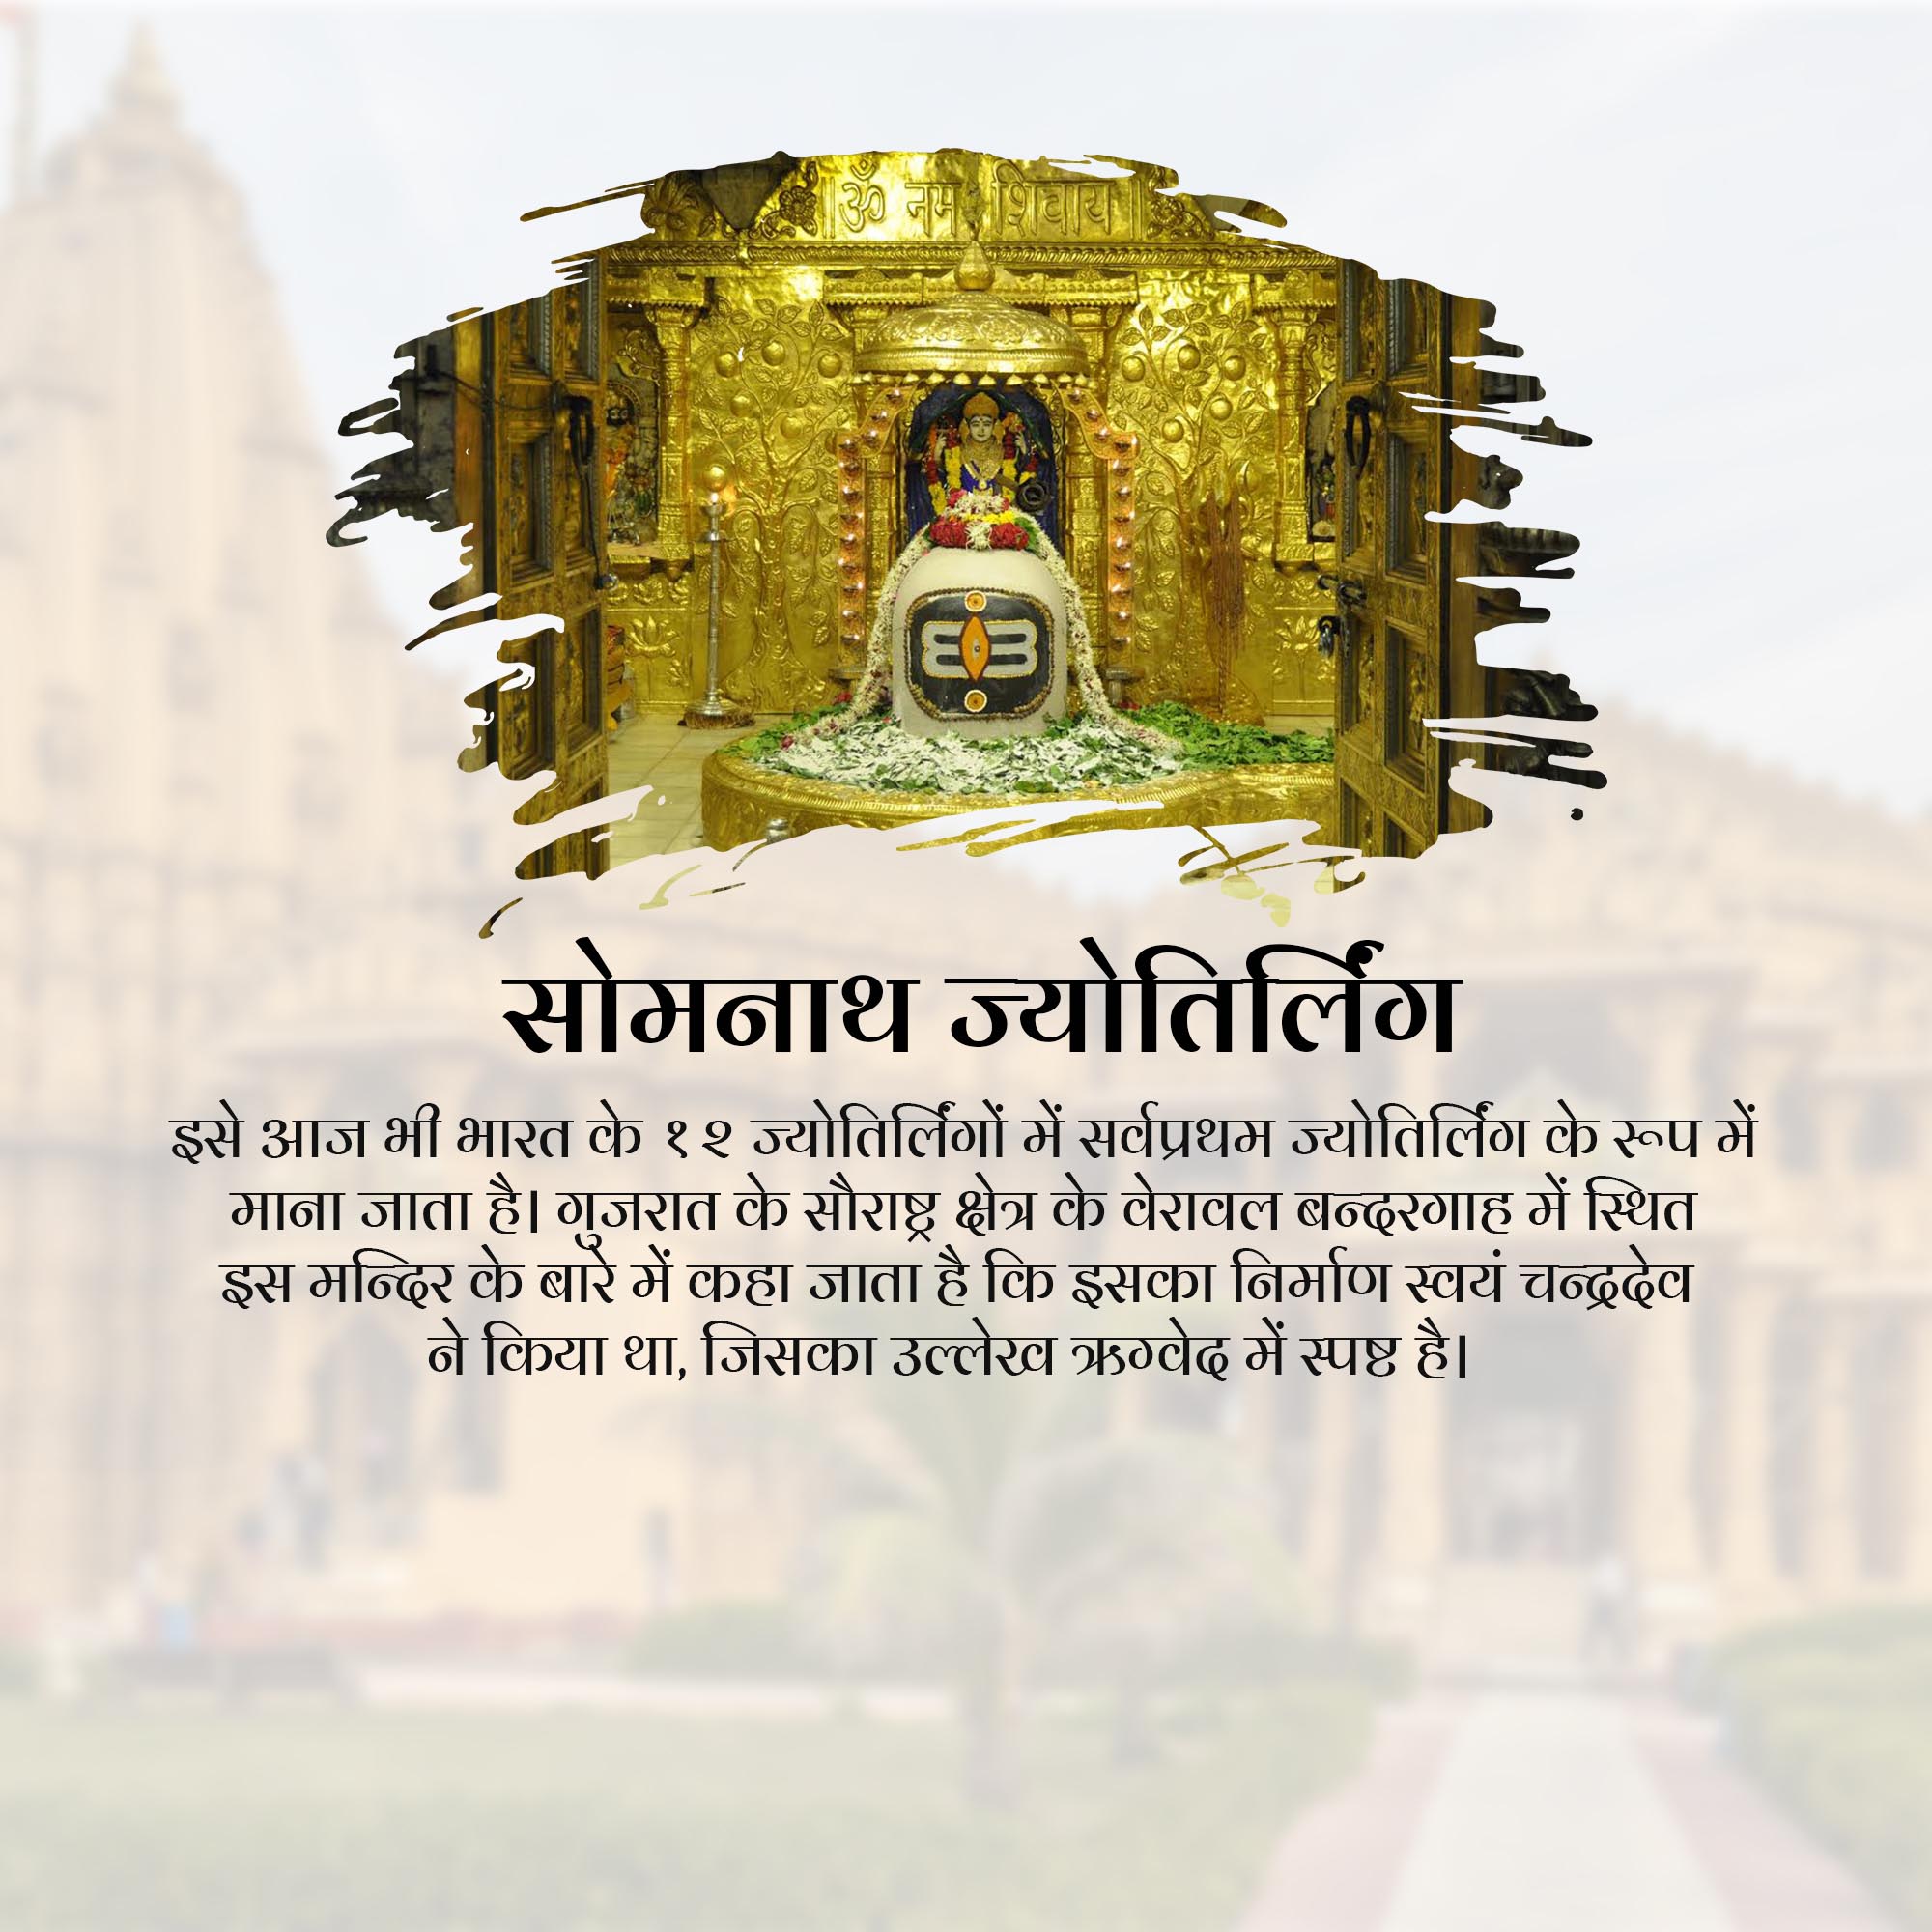 ॐ नमः शिवाय
सोमनाथ ज्योतिर्लिंग
इसे आज भी भारत के १२ ज्योतिर्लिंगों में सर्वप्रथम ज्योतिर्लिंग के रूप में
माना जाता है। गुजरात के सौराष्ट्र क्षेत्र के वेरावल बन्दरगाह में स्थित
इस मन्दिर के बारे में कहा जाता है कि इसका निर्माण स्वयं चन्द्रदेव
ने किया था, जिसका उल्लेख ऋग्वेद में स्पष्ट है।